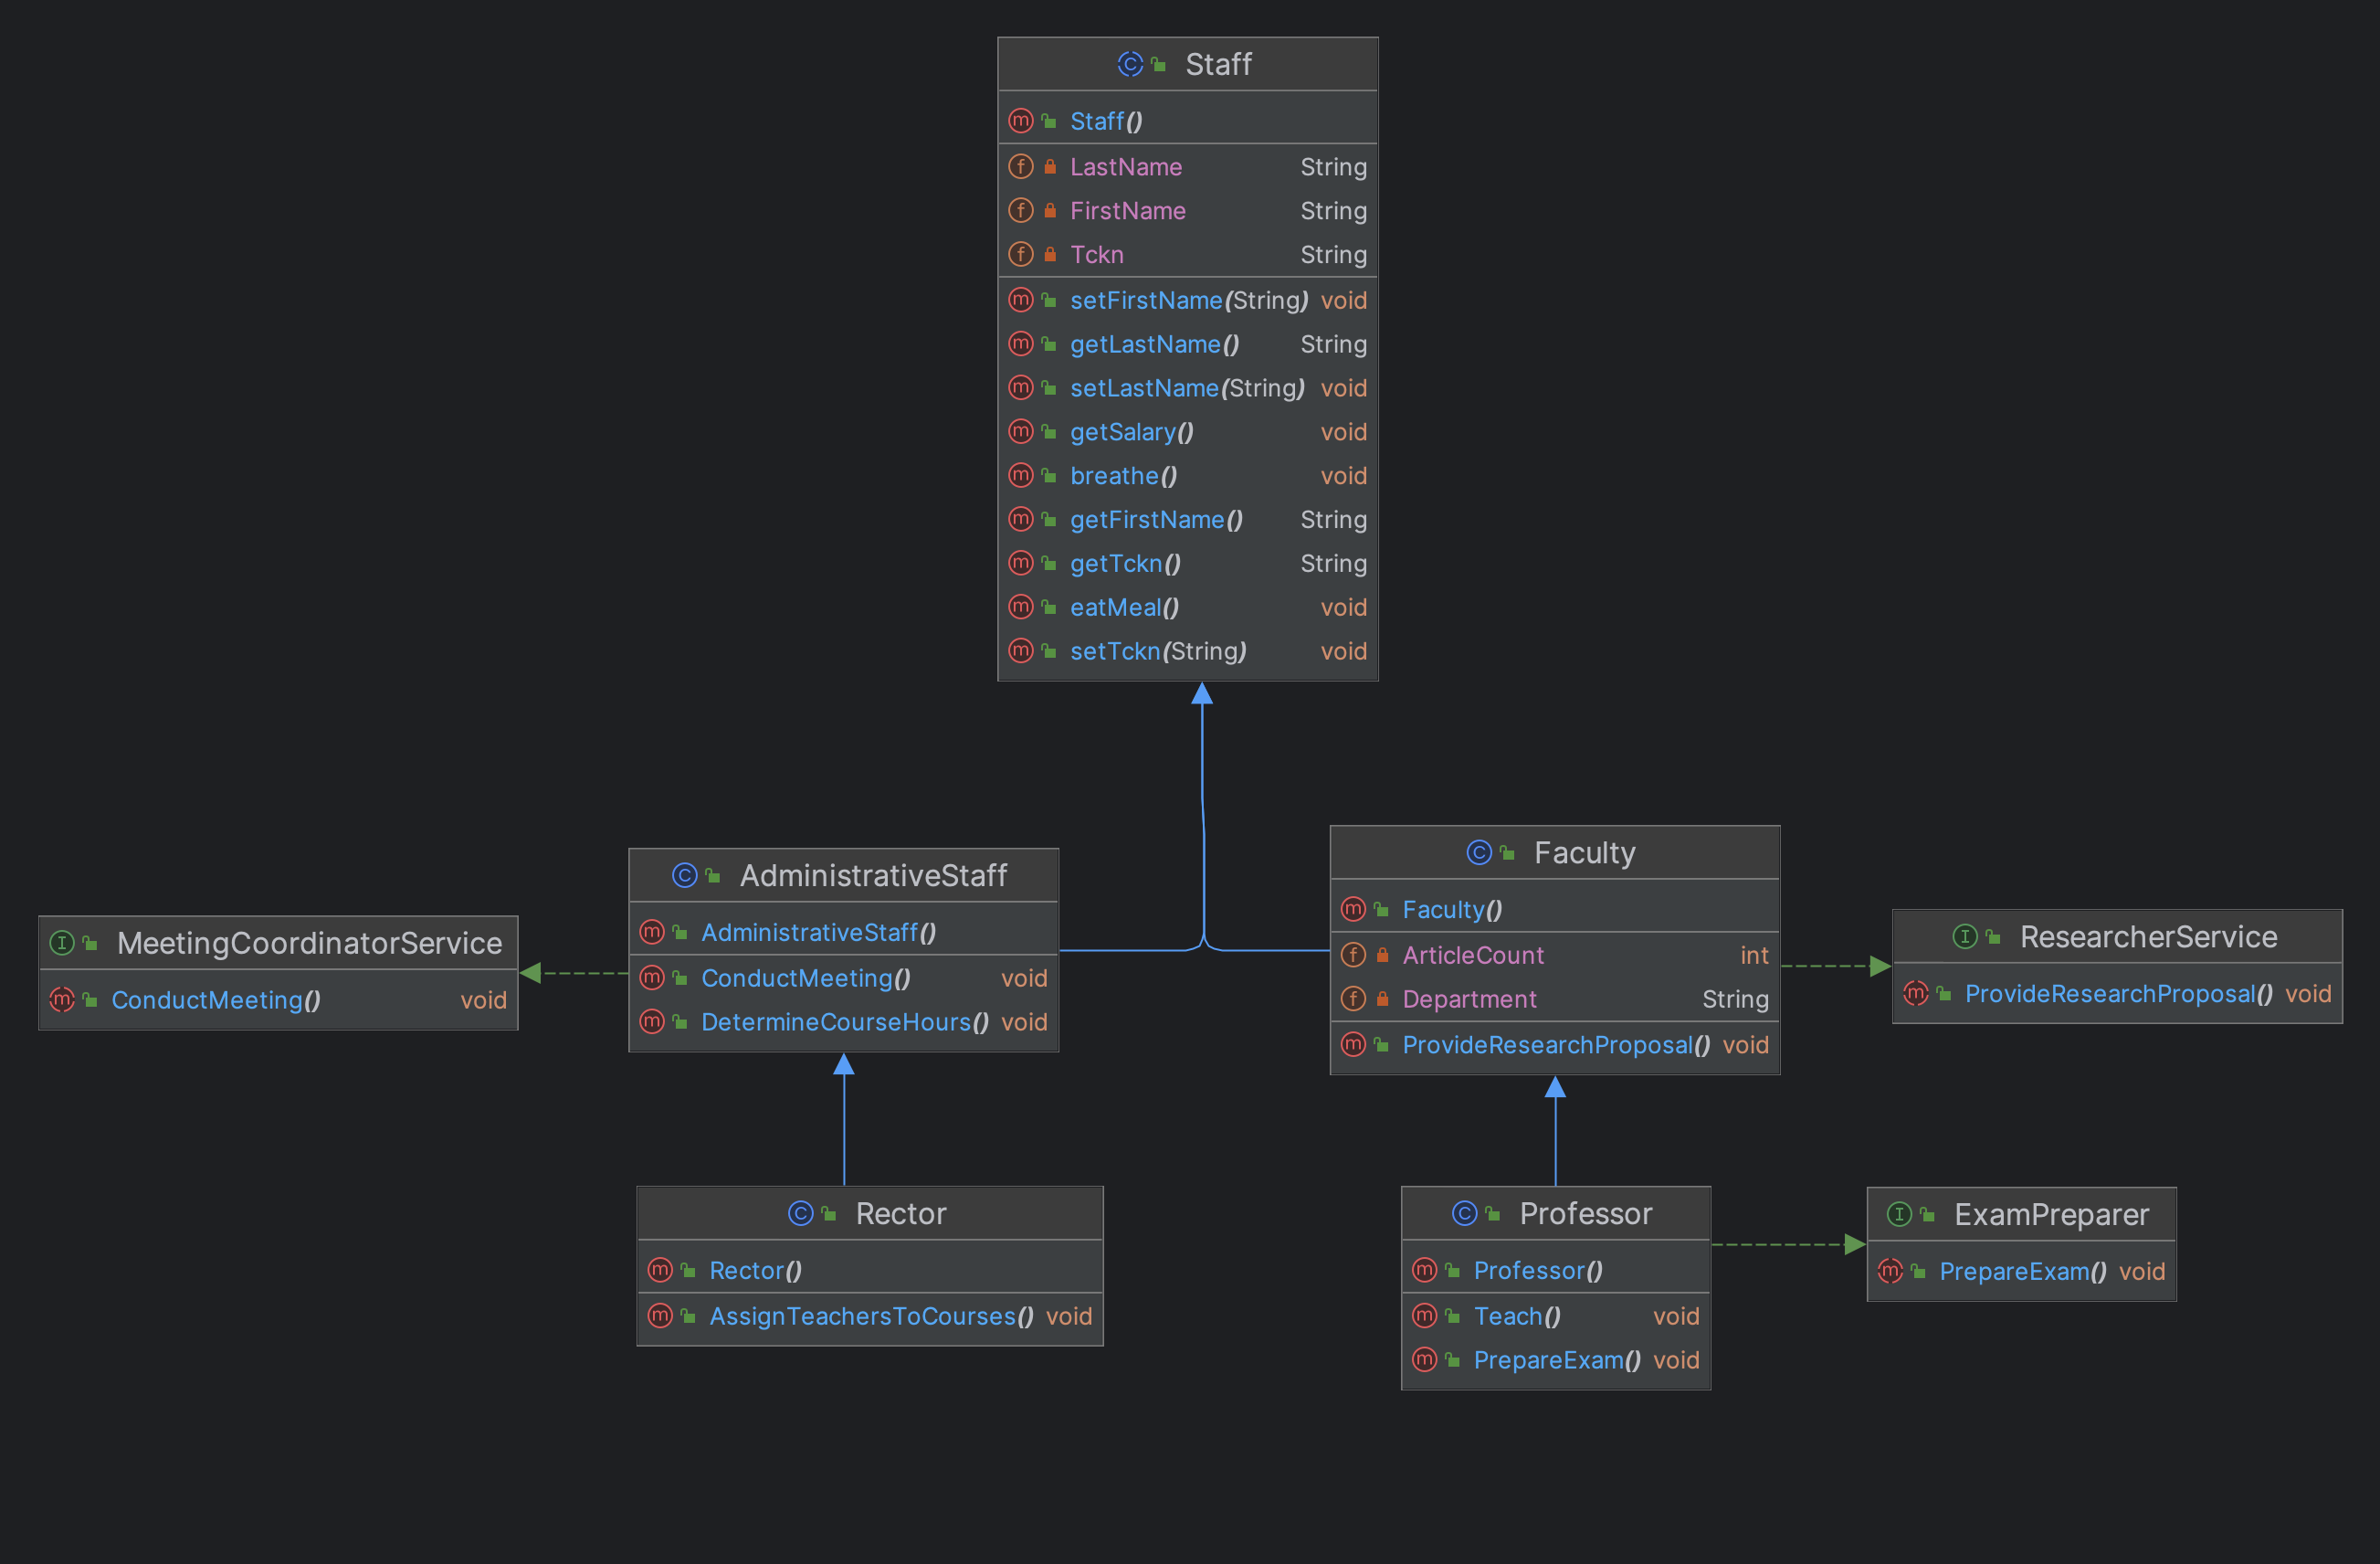 Staff
Staff()
LastName String
FirstName String
Tckn String
setFirstName(String) void
getLastName() String
setLastName(String) void
getSalary() void
breathe() void
getFirstName() String
getTckn() String
eatMeal() void
setTckn(String) void
MeetingCoordinatorService
ConductMeeting() void
AdministrativeStaff
AdministrativeStaff()
ConductMeeting() void
DetermineCourseHours() void
Faculty
Faculty()
ArticleCount int
Department String
ProvideResearchProposal() void
ResearcherService
ProvideResearchProposal() void
Rector
Rector()
AssignTeachersToCourses() void
Professor
Professor()
Teach() void
PrepareExam() void
ExamPreparer
PrepareExam() void